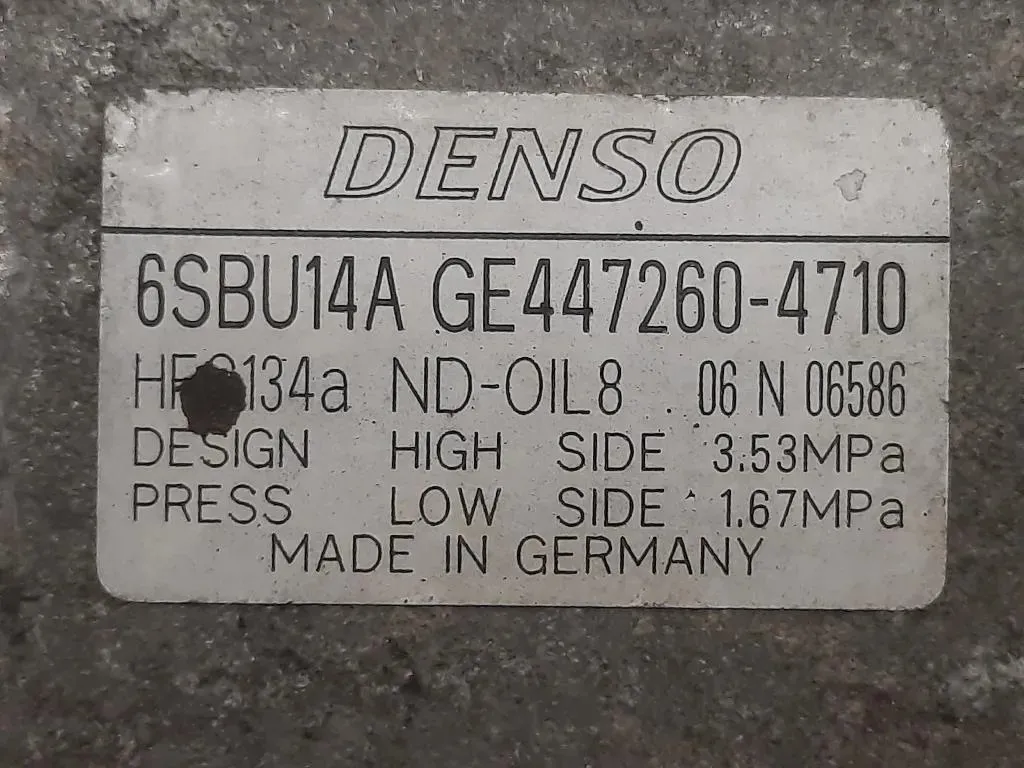 DENSO
6SBU14A GE447260-4710
ND-OIL8 06 N 06586
DESIGN HIGH SIDE 3.53MPa
PRESS LOW SIDE 1.67MPa
MADE IN GERMANY